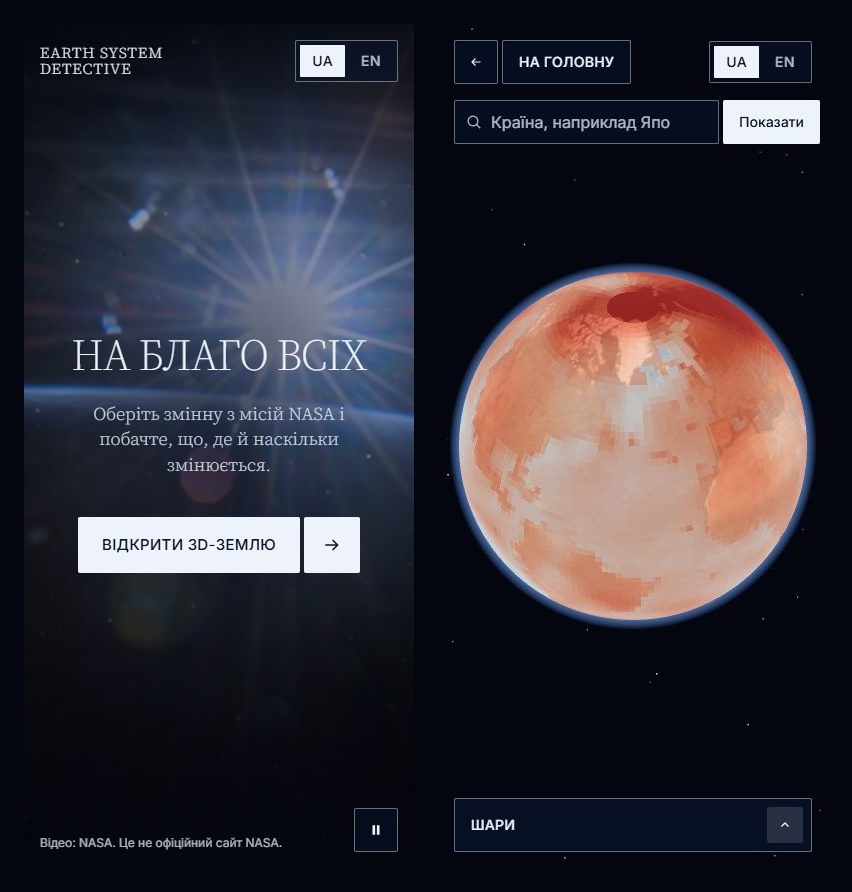 EARTH SYSTEM
DETECTIVE
UA EN
НА БЛАГО ВСІХ
Оберіть змінну з місій NASA і
побачте, що, де й наскільки
змінюється.
ВІДКРИТИ 3D-ЗЕМЛЮ →
Відео: NASA. Це не офіційний сайт NASA.
← НА ГОЛОВНУ
UA EN
Країна, наприклад Япо
Показати
ШАРИ